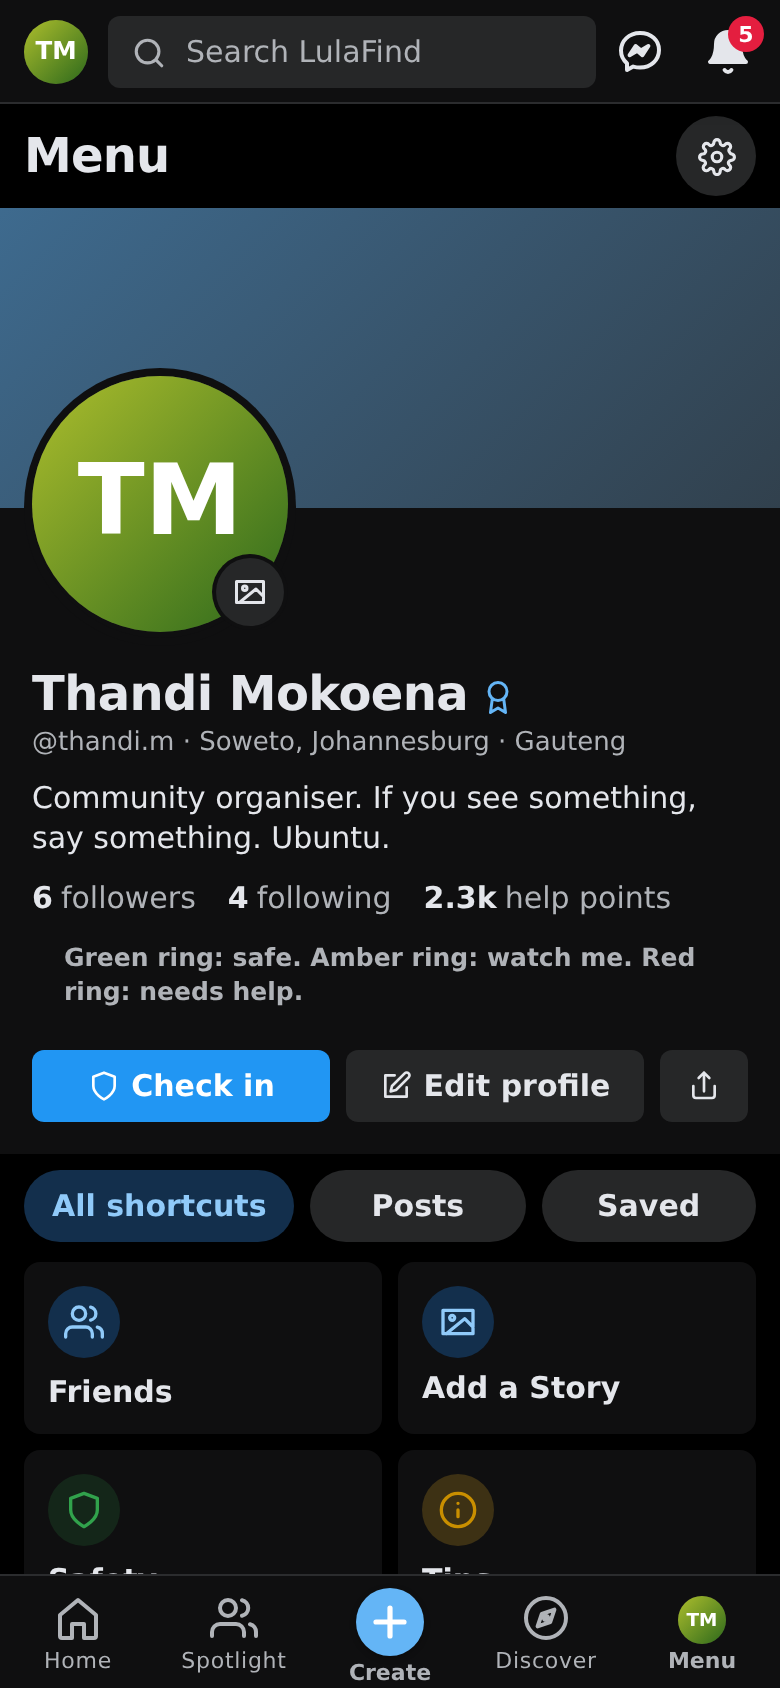 TM
Search LulaFind
5
Menu
TM
Thandi Mokoena
@thandi.m · Soweto, Johannesburg · Gauteng
Community organiser. If you see something,
say something. Ubuntu.
6 followers 4 following 2.3k help points
Green ring: safe. Amber ring: watch me. Red
ring: needs help.
Check in
Edit profile
All shortcuts
Posts
Saved
Friends
Add a Story
Safety
Tips
Home
Spotlight
Create
Discover
TM
Menu